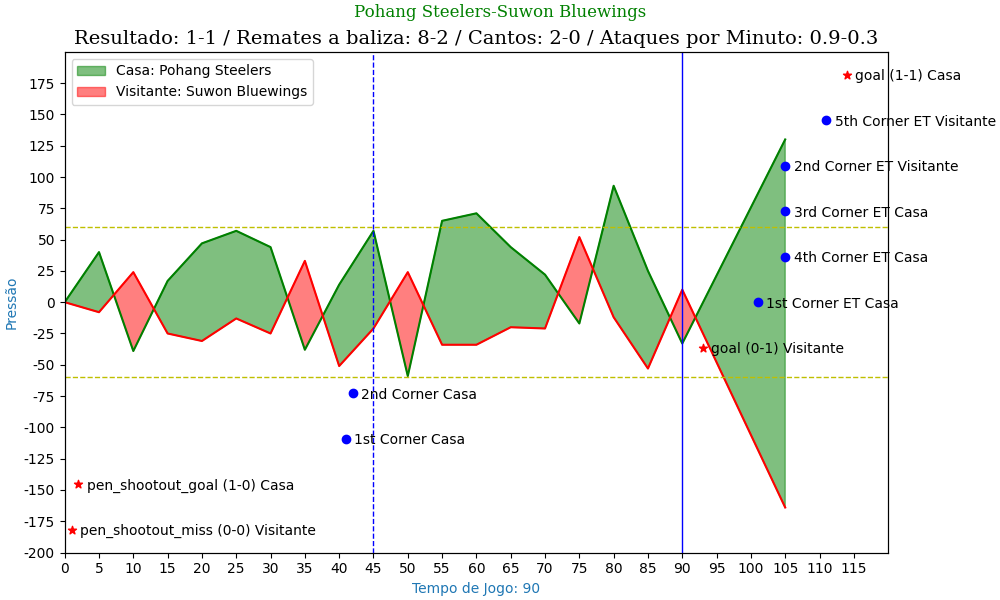 Pohang Steelers-Suwon Bluewings
Resultado: 1-1 / Remates a baliza: 8-2 / Cantos: 2-0 / Ataques por Minuto: 0.9-0.3
Casa: Pohang Steelers
Visitante: Suwon Bluewings
goal (1-1) Casa
5th Corner ET Visitante
2nd Corner ET Visitante
3rd Corner ET Casa
4th Corner ET Casa
1st Corner ET Casa
goal (0-1) Visitante
2nd Corner Casa
1st Corner Casa
pen_shootout_goal (1-0) Casa
pen_shootout_miss (0-0) Visitante
175
150
125
100
75
50
25
0
-25
-50
-75
-100
-125
-150
-175
-200
Pressão
0 5 10 15 20 25 30 35 40 45 50 55 60 65 70 75 80 85 90 95 100 105 110 115
Tempo de Jogo: 90